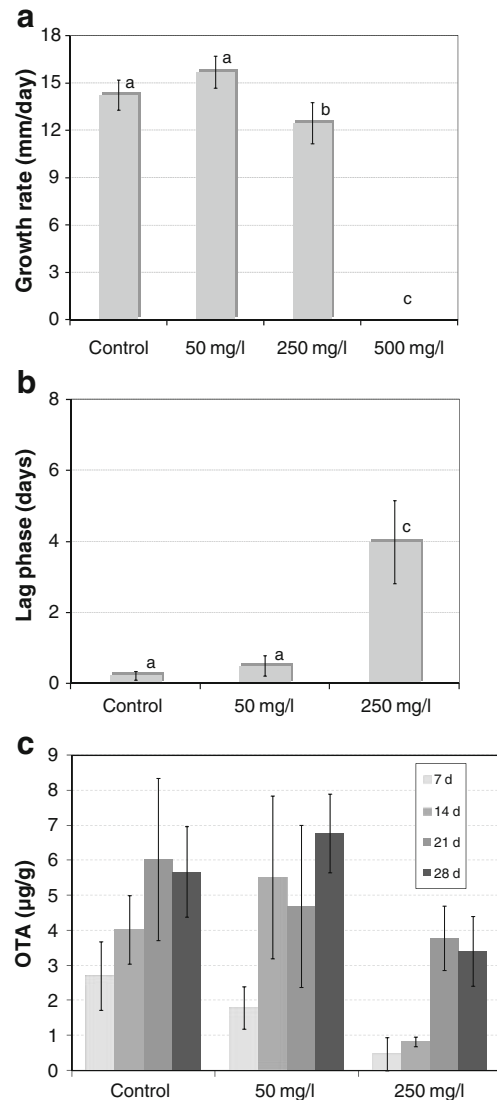 a
Growth rate (mm/day)
18
15
12
9
6
3
0
a
a
b
c
Control
50 mg/l
250 mg/l
500 mg/l
b
Lag phase (days)
8
6
4
2
0
a
a
c
Control
50 mg/l
250 mg/l
c
OTA (µg/g)
9
8
7
6
5
4
3
2
1
0
7 d
14 d
21 d
28 d
Control
50 mg/l
250 mg/l